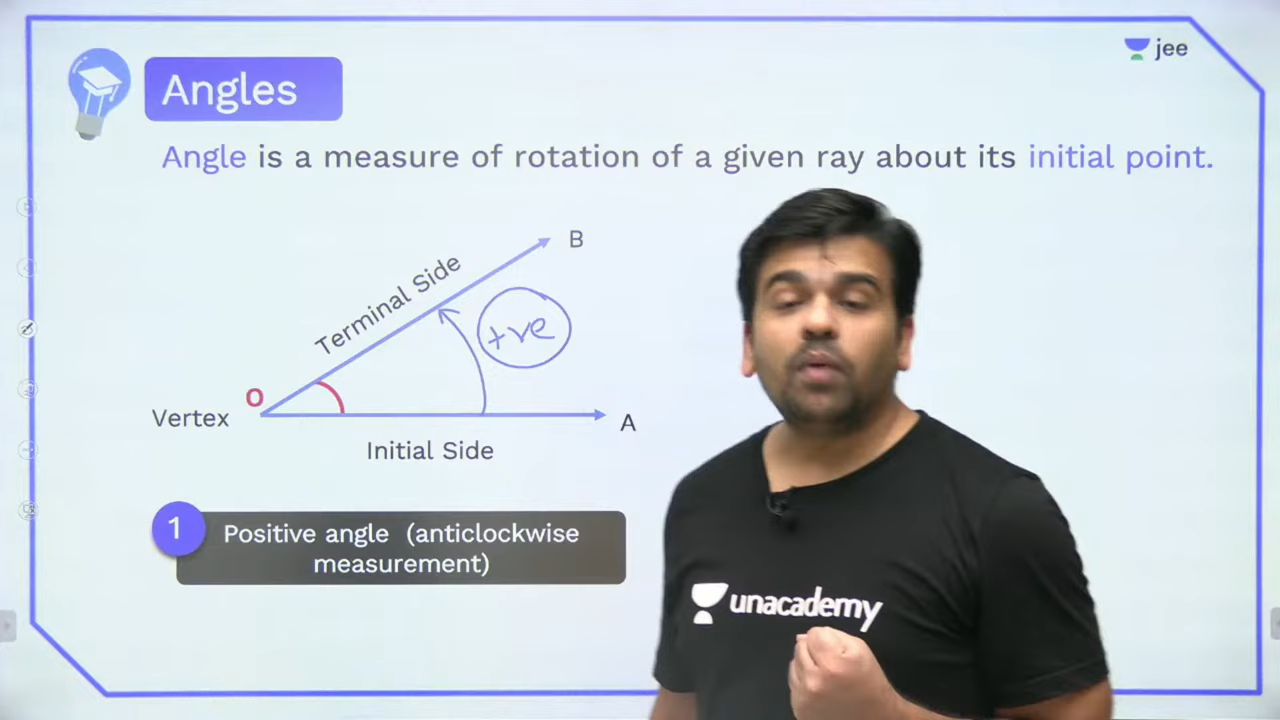 jee
Angles
Angle is a measure of rotation of a given ray about its initial point.
B
Terminal Side
+ve
O
Vertex
A
Initial Side
1
Positive angle (anticlockwise
measurement)
unacademy